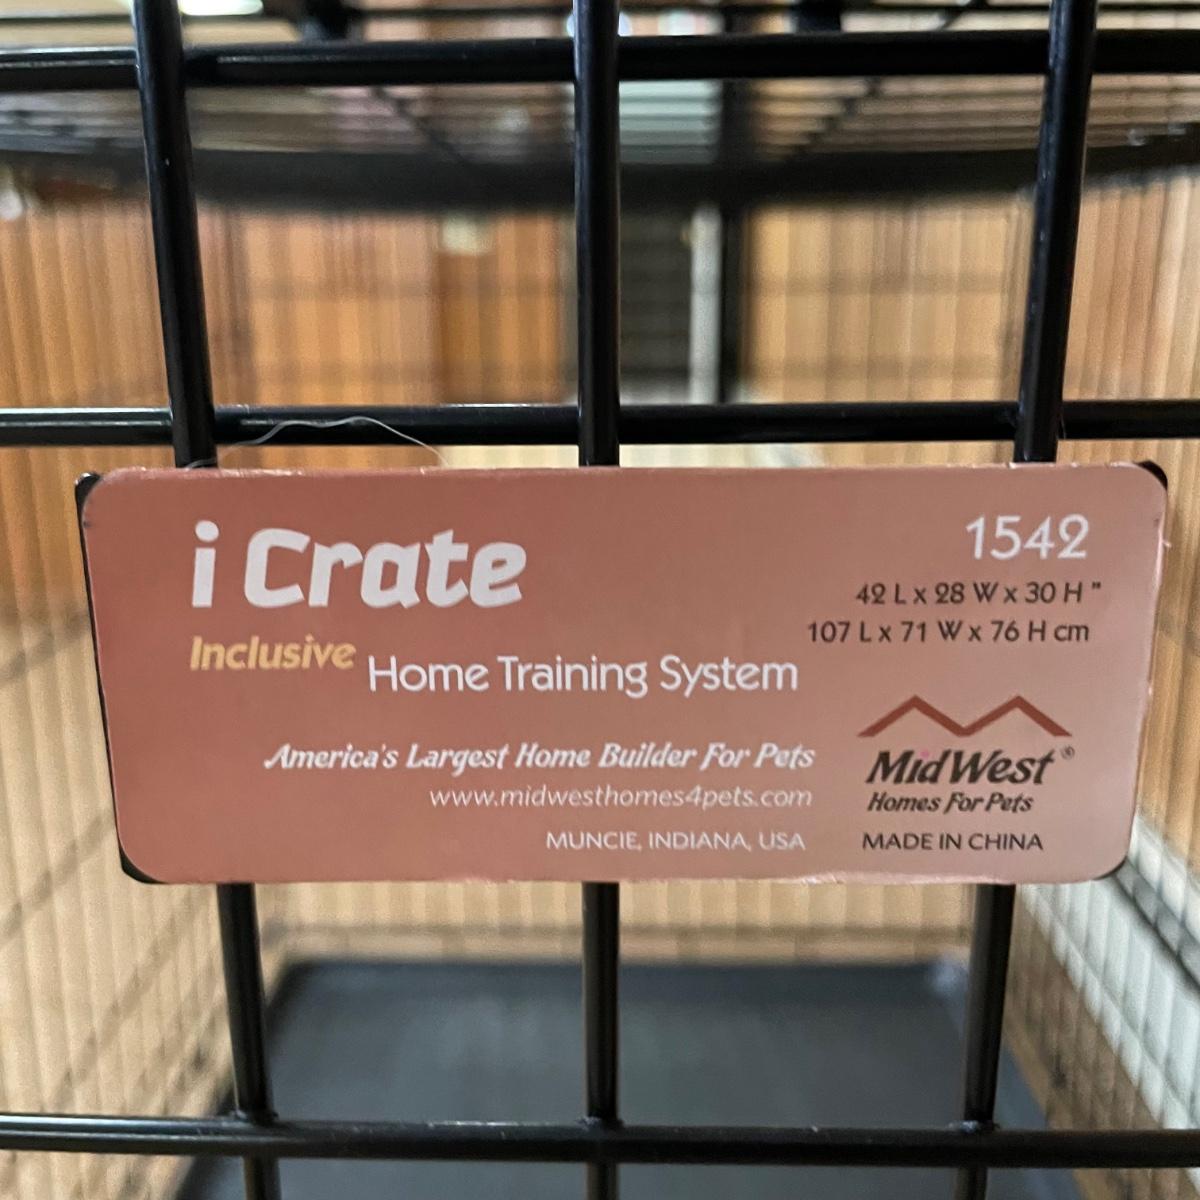 i Crate
Inclusive Home Training System
1542
42 L x 28 W x 30 H "
107 L x 71 W x 76 H cm
America's Largest Home Builder For Pets
www.midwesthomes4pets.com
MUNCIE, INDIANA, USA
MidWest®
Homes For Pets
MADE IN CHINA